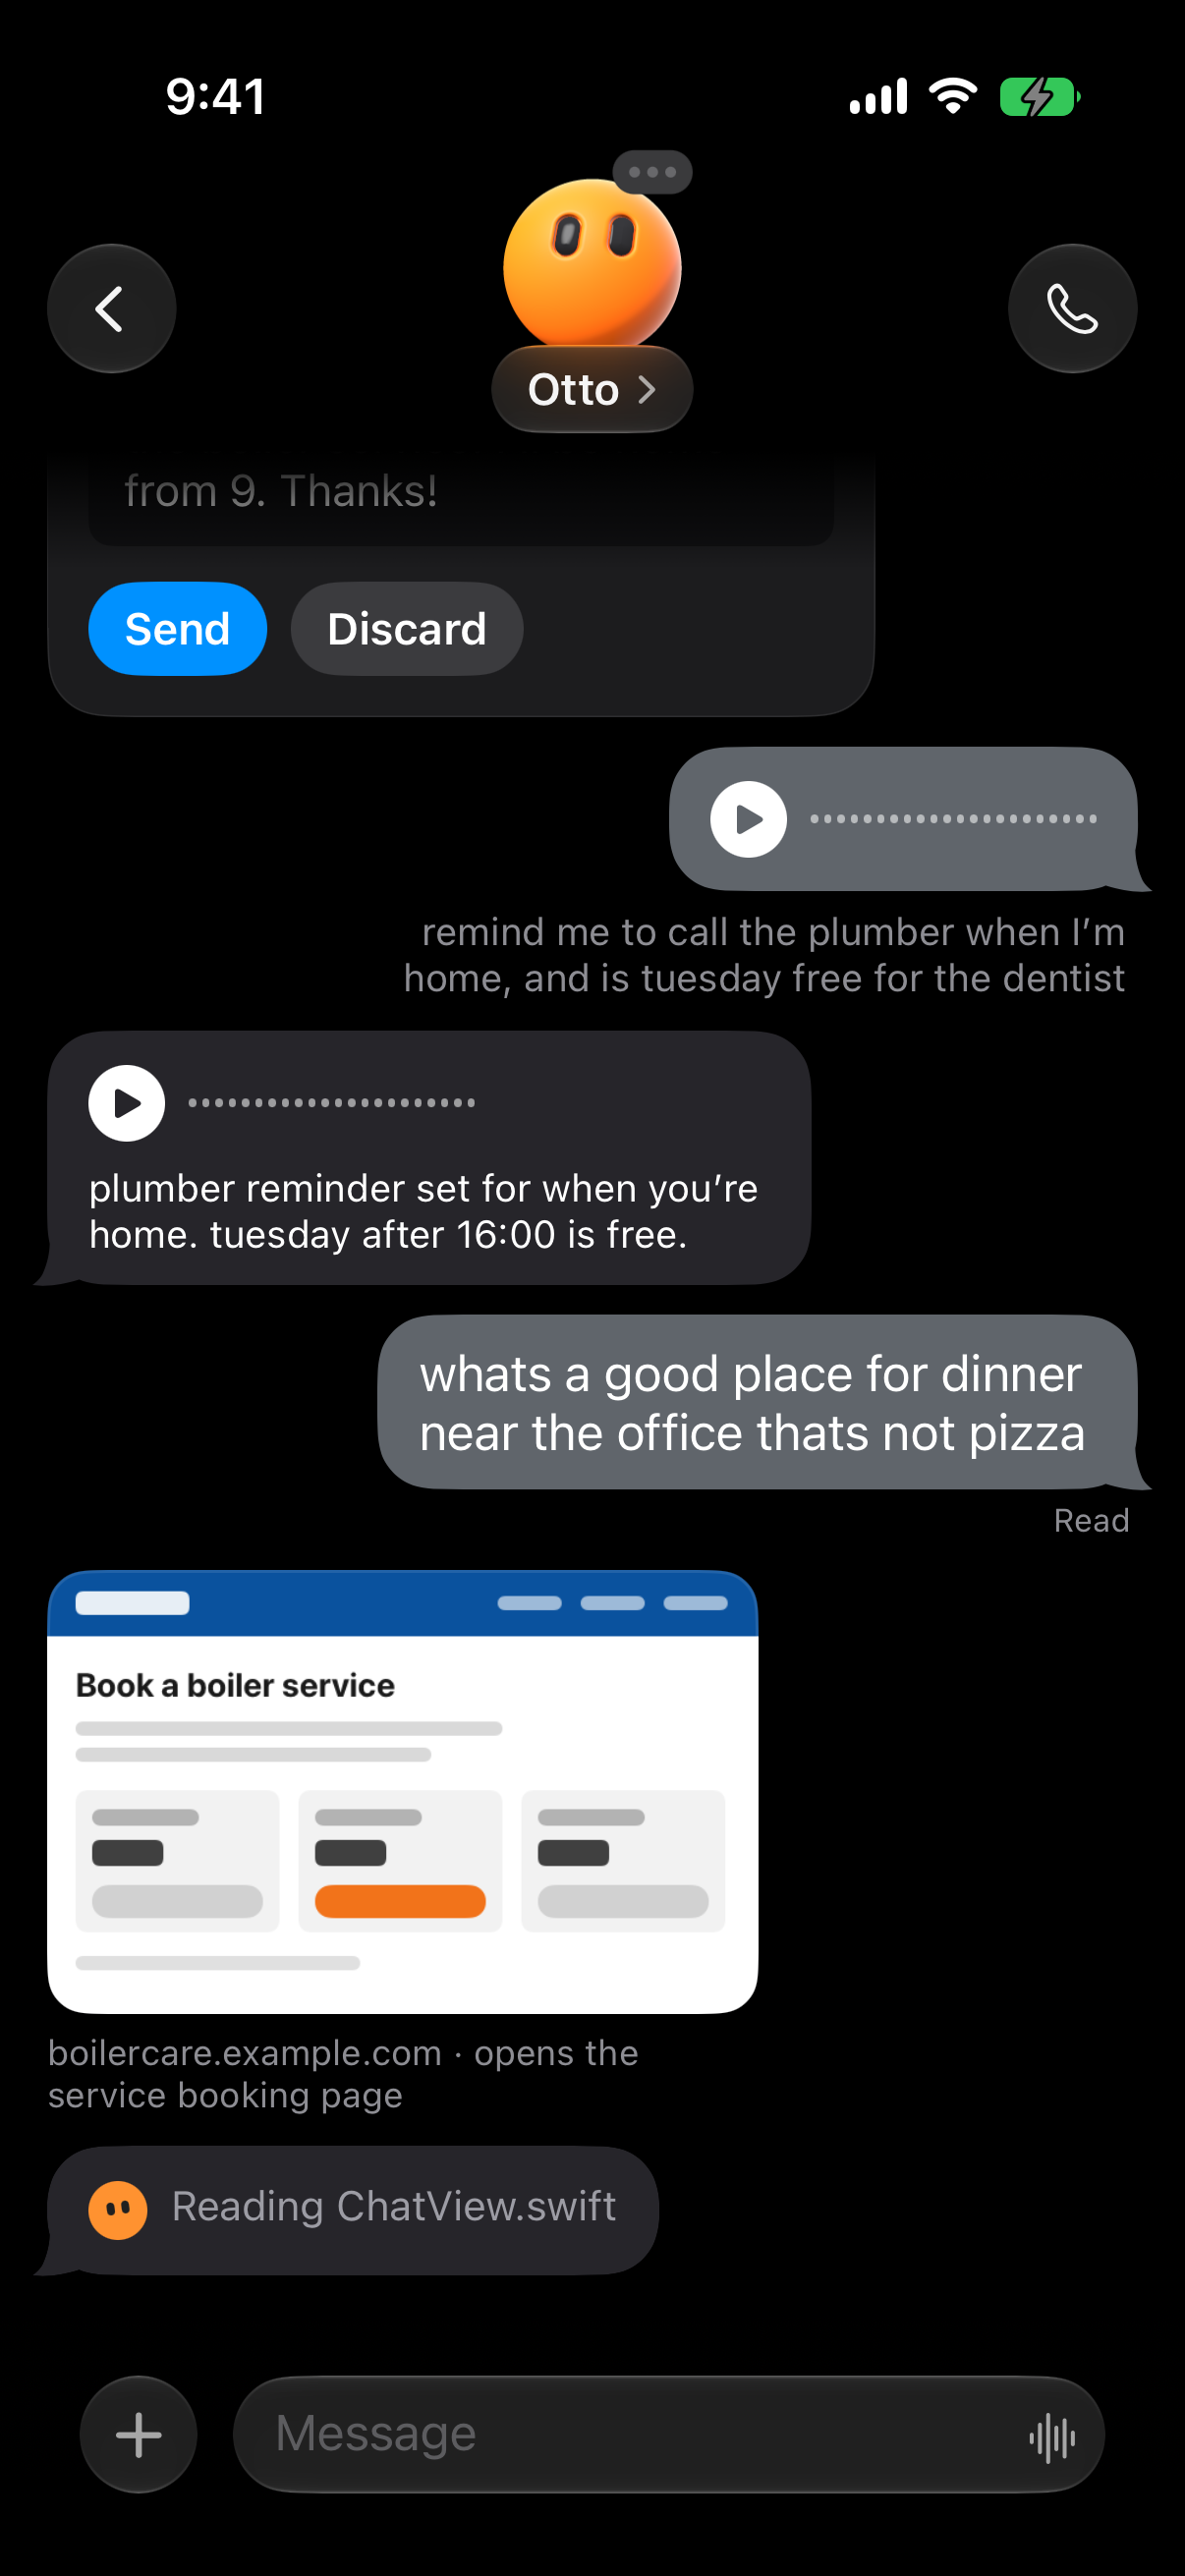 9:41
Otto
from 9. Thanks!
Send
Discard
remind me to call the plumber when I’m
home, and is tuesday free for the dentist
plumber reminder set for when you’re
home. tuesday after 16:00 is free.
whats a good place for dinner
near the office thats not pizza
Read
Book a boiler service
boilercare.example.com · opens the
service booking page
Reading ChatView.swift
Message